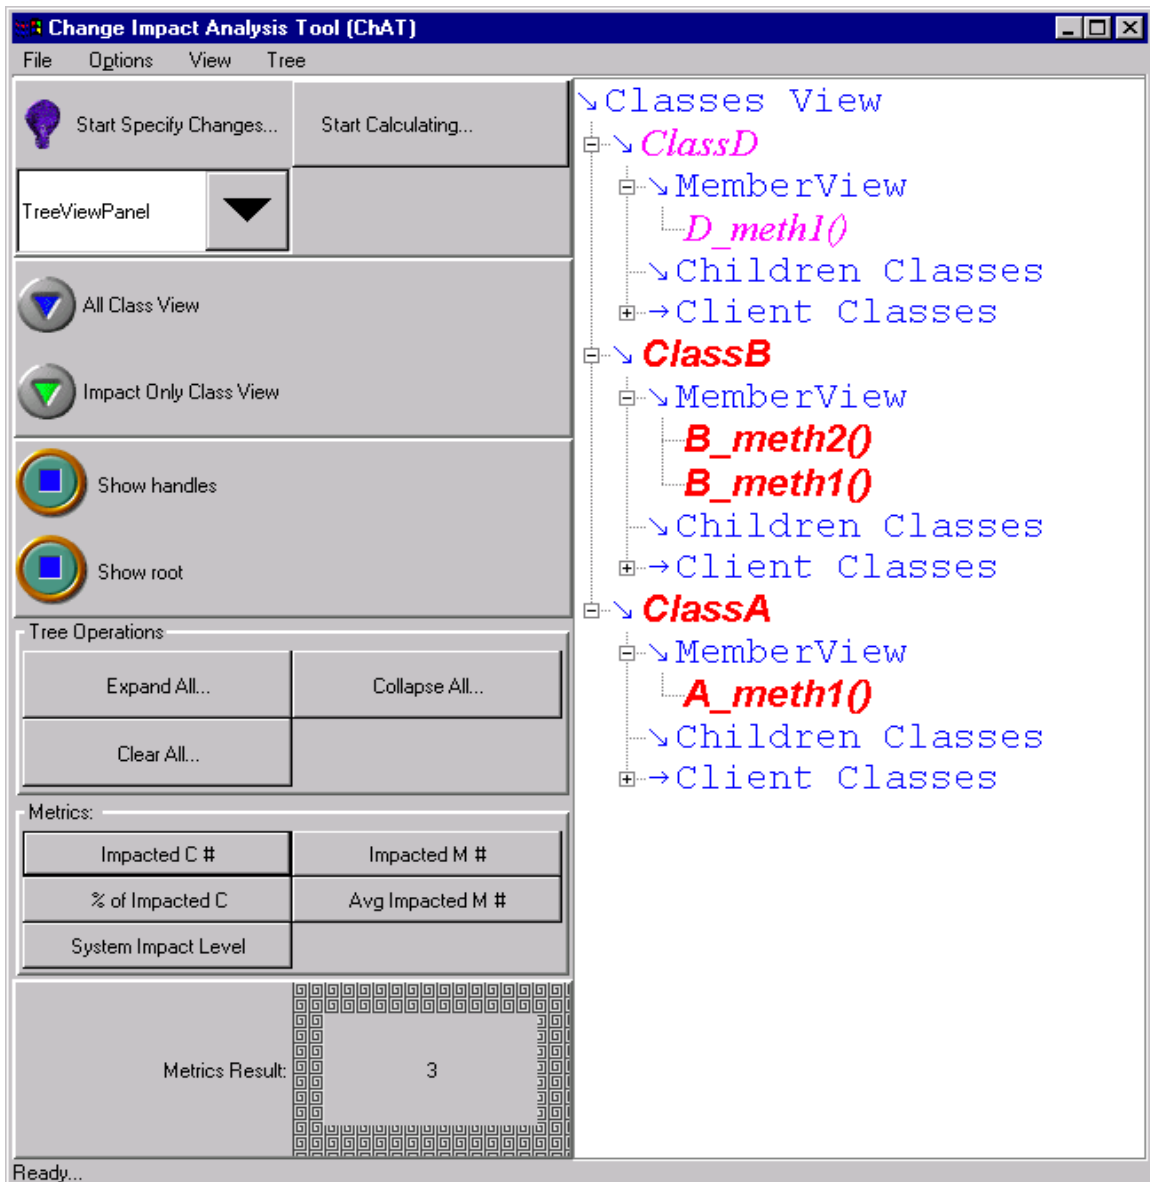 Change Impact Analysis Tool (ChAT)
File Options View Tree
Start Specify Changes... Start Calculating...
TreeViewPanel
All Class View
Impact Only Class View
Show handles
Show root
Tree Operations
Expand All... Collapse All...
Clear All...
Metrics:
Impacted C # Impacted M #
% of Impacted C Avg Impacted M #
System Impact Level
Metrics Result: 3
Ready...
Classes View
ClassD
MemberView
D_meth1()
Children Classes
Client Classes
ClassB
MemberView
B_meth2()
B_meth1()
Children Classes
Client Classes
ClassA
MemberView
A_meth1()
Children Classes
Client Classes